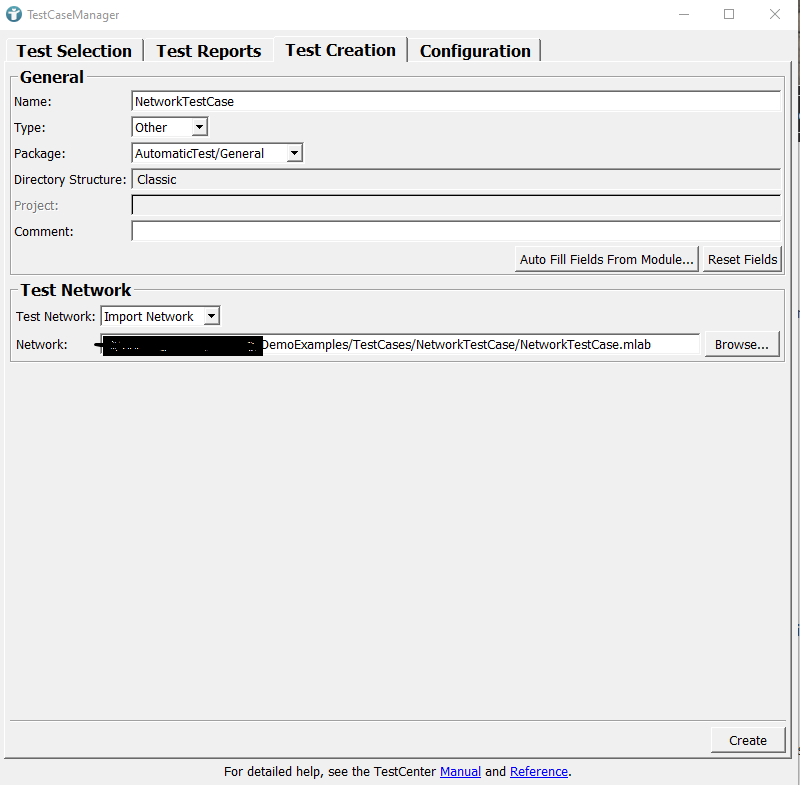 TestCaseManager
Test Selection Test Reports Test Creation Configuration
General
Name: NetworkTestCase
Type: Other
Package: AutomaticTest/General
Directory Structure: Classic
Project:
Comment:
Auto Fill Fields From Module... Reset Fields
Test Network
Test Network: Import Network
Network: DemoExamples/TestCases/NetworkTestCase/NetworkTestCase.mlab Browse...
Create
For detailed help, see the TestCenter Manual and Reference.